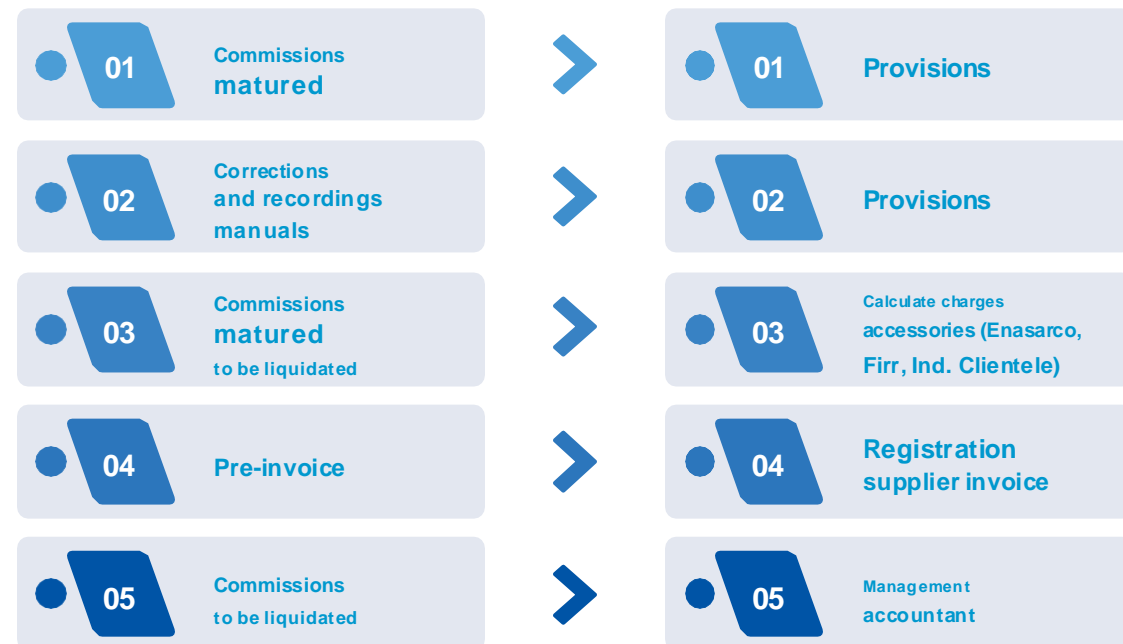 01
Commissions
matured
01
Provisions
02
Corrections
and recordings
manuals
02
Provisions
03
Commissions
matured
to be liquidated
03
Calculate charges
accessories (Enasarco,
Firr, Ind. Clientele)
04
Pre-invoice
04
Registration
supplier invoice
05
Commissions
to be liquidated
05
Management
accountant